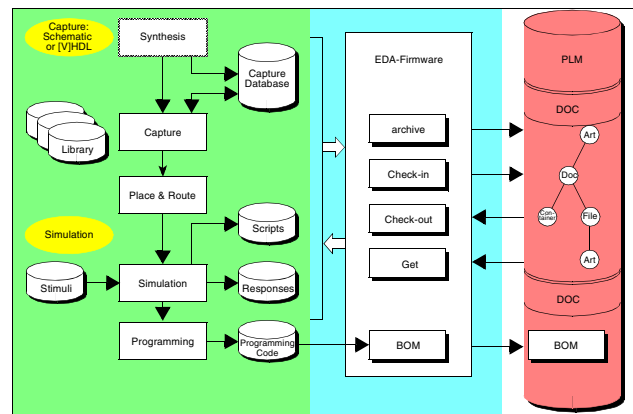 Capture:
Schematic
or [V]HDL
Synthesis
Capture
Database
Library
Capture
Place & Route
Simulation
Scripts
Stimuli
Simulation
Responses
Programming
Programming
Code
EDA-Firmware
archive
Check-in
Check-out
Get
BOM
PLM
DOC
Art
Doc
Con-
tainer
File
Art
DOC
BOM